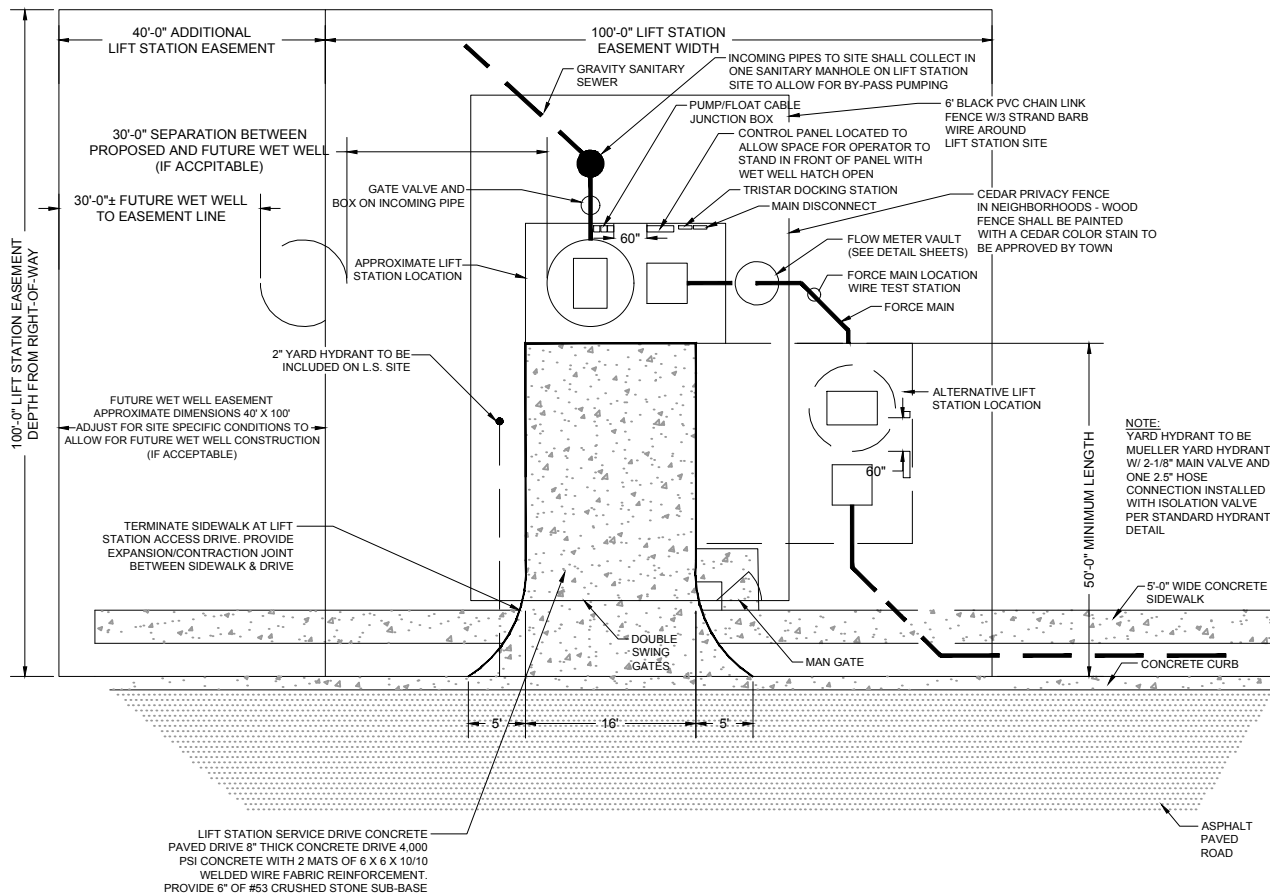 40'-0" ADDITIONAL
LIFT STATION EASEMENT
100'-0" LIFT STATION
EASEMENT WIDTH
GRAVITY SANITARY
SEWER
INCOMING PIPES TO SITE SHALL COLLECT IN
ONE SANITARY MANHOLE ON LIFT STATION
SITE TO ALLOW FOR BY-PASS PUMPING
PUMP/FLOAT CABLE
JUNCTION BOX
6' BLACK PVC CHAIN LINK
FENCE W/3 STRAND BARB
WIRE AROUND
LIFT STATION SITE
30'-0" SEPARATION BETWEEN
PROPOSED AND FUTURE WET WELL
(IF ACCPITABLE)
CONTROL PANEL LOCATED TO
ALLOW SPACE FOR OPERATOR TO
STAND IN FRONT OF PANEL WITH
WET WELL HATCH OPEN
TRISTAR DOCKING STATION
MAIN DISCONNECT
30'-0"± FUTURE WET WELL
TO EASEMENT LINE
GATE VALVE AND
BOX ON INCOMING PIPE
CEDAR PRIVACY FENCE
IN NEIGHBORHOODS - WOOD
FENCE SHALL BE PAINTED
WITH A CEDAR COLOR STAIN TO
BE APPROVED BY TOWN
60"
FLOW METER VAULT
(SEE DETAIL SHEETS)
APPROXIMATE LIFT
STATION LOCATION
FORCE MAIN LOCATION
WIRE TEST STATION
FORCE MAIN
100'-0" LIFT STATION EASEMENT
DEPTH FROM RIGHT-OF-WAY
2" YARD HYDRANT TO BE
INCLUDED ON L.S. SITE
ALTERNATIVE LIFT
STATION LOCATION
FUTURE WET WELL EASEMENT
APPROXIMATE DIMENSIONS 40' X 100'
ADJUST FOR SITE SPECIFIC CONDITIONS TO
ALLOW FOR FUTURE WET WELL CONSTRUCTION
(IF ACCEPTABLE)
NOTE:
YARD HYDRANT TO BE
MUELLER YARD HYDRANT
W/ 2-1/8" MAIN VALVE AND
ONE 2.5" HOSE
CONNECTION INSTALLED
WITH ISOLATION VALVE
PER STANDARD HYDRANT
DETAIL
60"
50'-0" MINIMUM LENGTH
TERMINATE SIDEWALK AT LIFT
STATION ACCESS DRIVE. PROVIDE
EXPANSION/CONTRACTION JOINT
BETWEEN SIDEWALK & DRIVE
5'-0" WIDE CONCRETE
SIDEWALK
DOUBLE
SWING
GATES
MAN GATE
CONCRETE CURB
5'
16'
5'
LIFT STATION SERVICE DRIVE CONCRETE
PAVED DRIVE 8" THICK CONCRETE DRIVE 4,000
PSI CONCRETE WITH 2 MATS OF 6 X 6 X 10/10
WELDED WIRE FABRIC REINFORCEMENT.
PROVIDE 6" OF #53 CRUSHED STONE SUB-BASE
ASPHALT
PAVED
ROAD